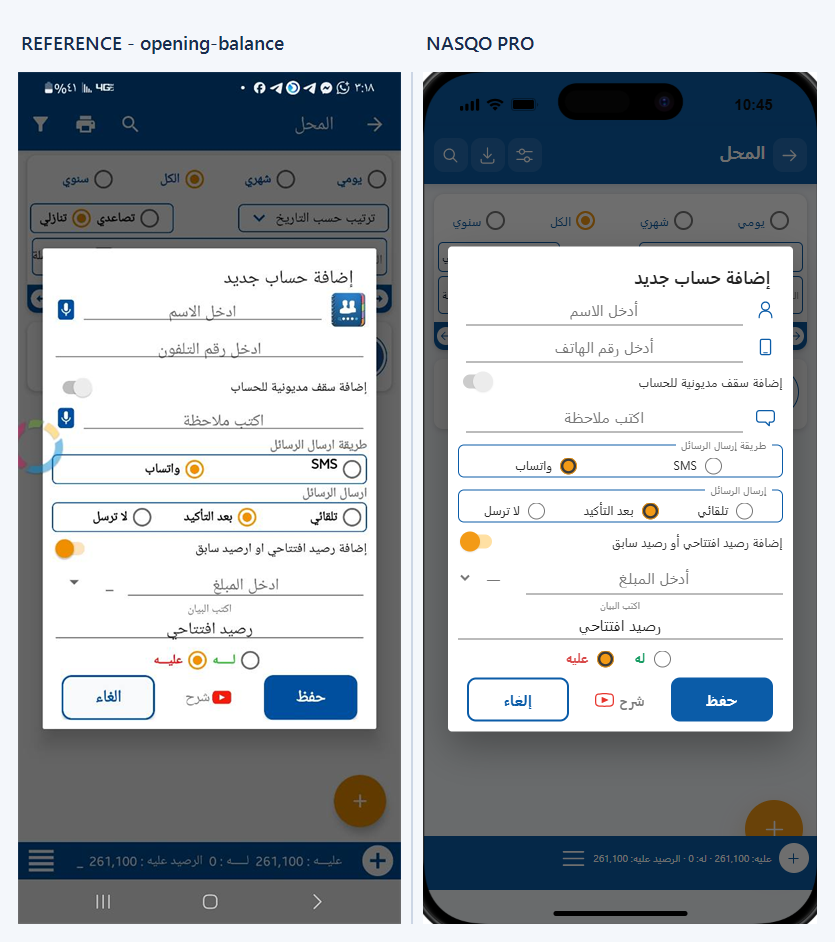 REFERENCE - opening-balance
%٤١ 4GE ٣:١٨
المحل
يومي شهري الكل سنوي
ترتيب حسب التاريخ تصاعدي تنازلي
إضافة حساب جديد
ادخل الاسم
ادخل رقم التلفون
إضافة سقف مديونية للحساب
اكتب ملاحظة
طريقة ارسال الرسائل
SMS واتساب
ارسال الرسائل
تلقائي بعد التأكيد لا ترسل
إضافة رصيد افتتاحي او ارصيد سابق
ادخل المبلغ _
اكتب البيان
رصيد افتتاحي
لـــه عليـــه
حفظ شرح الغاء
+
عليـــه : 261,100 لـــــه : 0 الرصيد عليه : 261,100 _
NASQO PRO
10:45
المحل
يومي شهري الكل سنوي
إضافة حساب جديد
أدخل الاسم
أدخل رقم الهاتف
إضافة سقف مديونية للحساب
اكتب ملاحظة
طريقة إرسال الرسائل
SMS واتساب
إرسال الرسائل
تلقائي بعد التأكيد لا ترسل
إضافة رصيد افتتاحي أو رصيد سابق
أدخل المبلغ —
اكتب البيان
رصيد افتتاحي
له عليه
حفظ شرح إلغاء
+
عليه: 261,100 · له: 0 · الرصيد عليه: 261,100